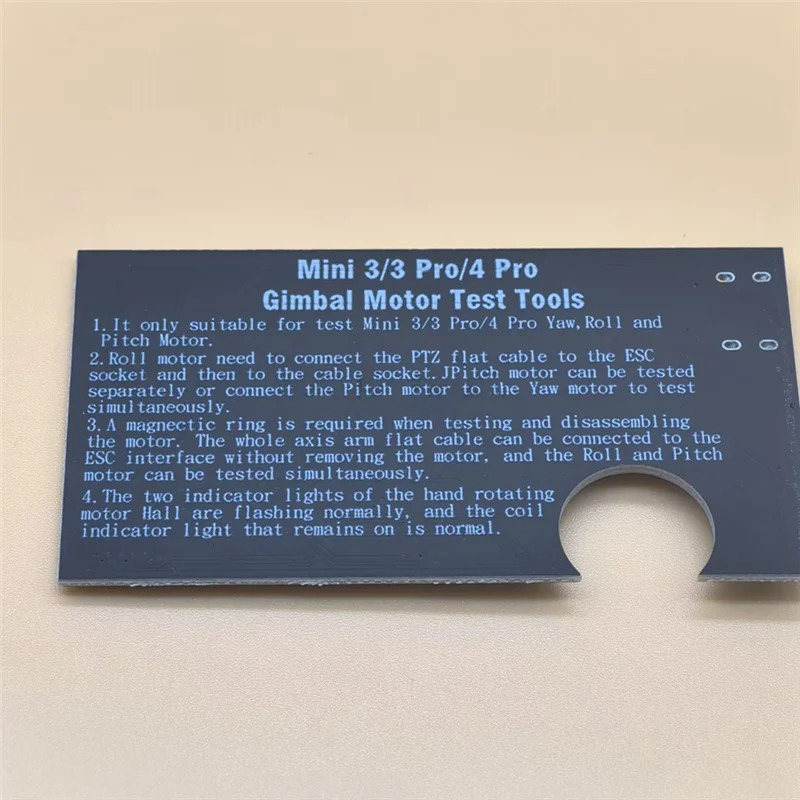 Mini 3/3 Pro/4 Pro
Gimbal Motor Test Tools
1. It only suitable for test Mini 3/3 Pro/4 Pro Yaw, Roll and
Pitch Motor.
2. Roll motor need to connect the PTZ flat cable to the ESC
socket and then to the cable socket. JPitch motor can be tested
separately or connect the Pitch motor to the Yaw motor to test
simultaneously.
3. A magnectic ring is required when testing and disassembling
the motor. The whole axis arm flat cable can be connected to the
ESC interface without removing the motor, and the Roll and Pitch
motor can be tested simultaneously.
4. The two indicator lights of the hand rotating
motor Hall are flashing normally, and the coil
indicator light that remains on is normal.